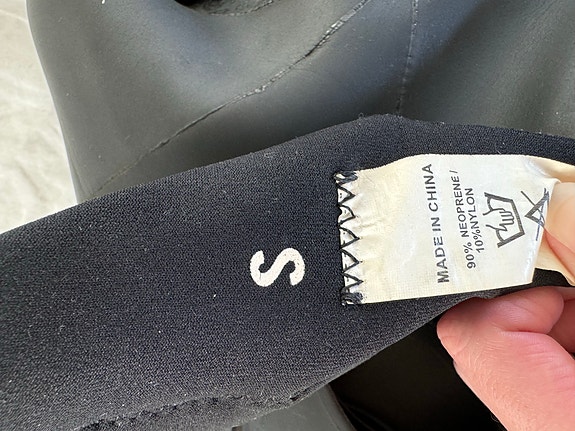 S
MADE IN CHINA
90% NEOPRENE/
10%NYLON